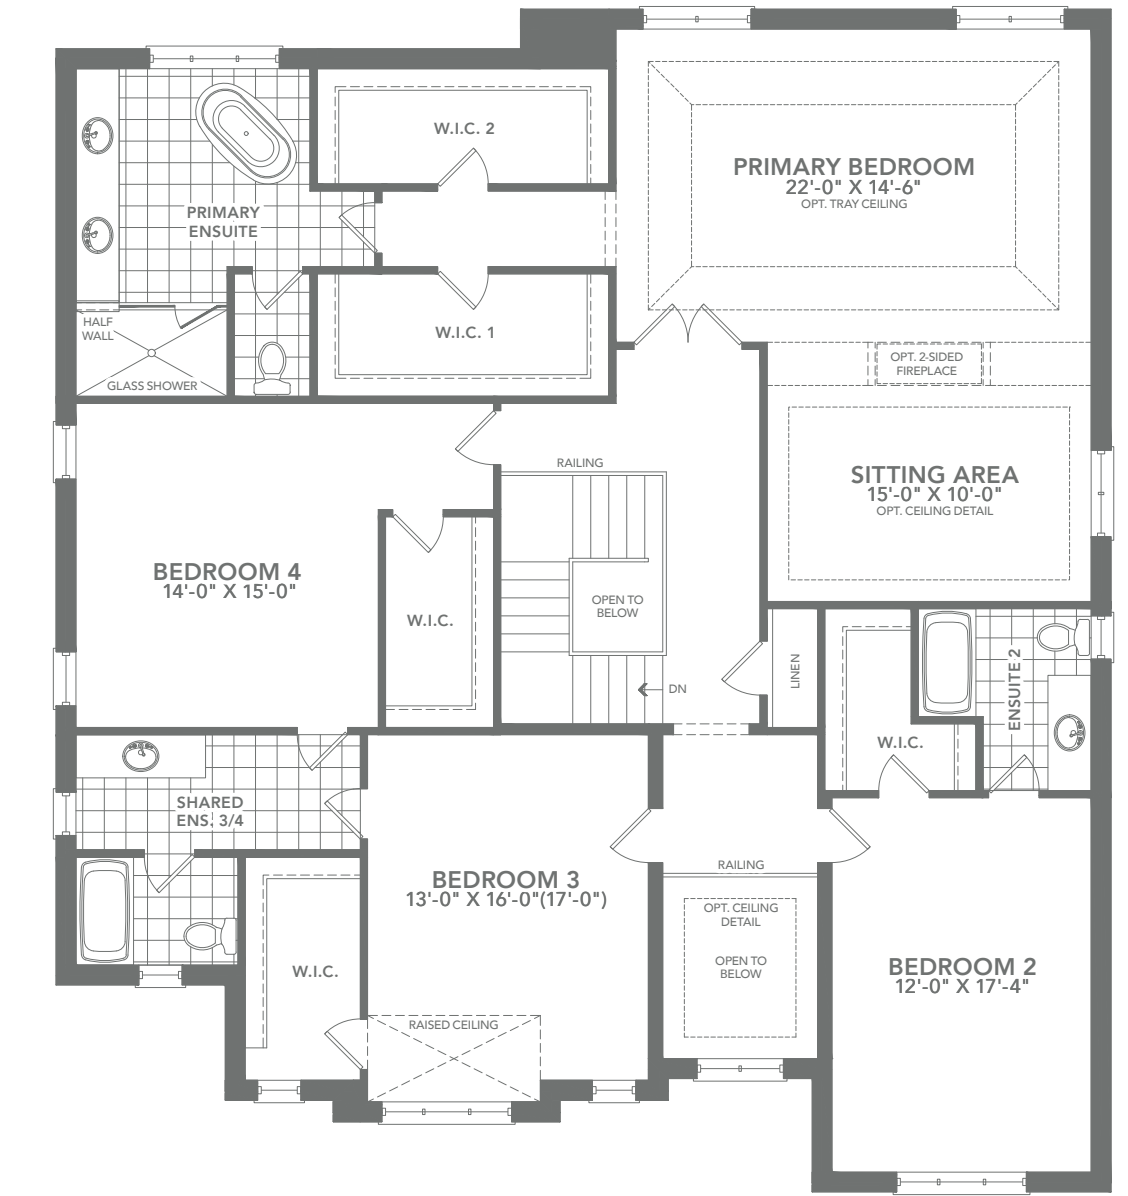 W.I.C. 2
PRIMARY BEDROOM
22'-0" X 14'-6"
OPT. TRAY CEILING
PRIMARY
ENSUITE
HALF
WALL
GLASS SHOWER
W.I.C. 1
OPT. 2-SIDED
FIREPLACE
RAILING
SITTING AREA
15'-0" X 10'-0"
OPT. CEILING DETAIL
BEDROOM 4
14'-0" X 15'-0"
W.I.C.
OPEN TO
BELOW
DN
LINEN
W.I.C.
ENSUITE 2
SHARED
ENS. 3/4
BEDROOM 3
13'-0" X 16'-0"(17'-0")
RAILING
OPT. CEILING
DETAIL
OPEN TO
BELOW
W.I.C.
RAISED CEILING
BEDROOM 2
12'-0" X 17'-4"